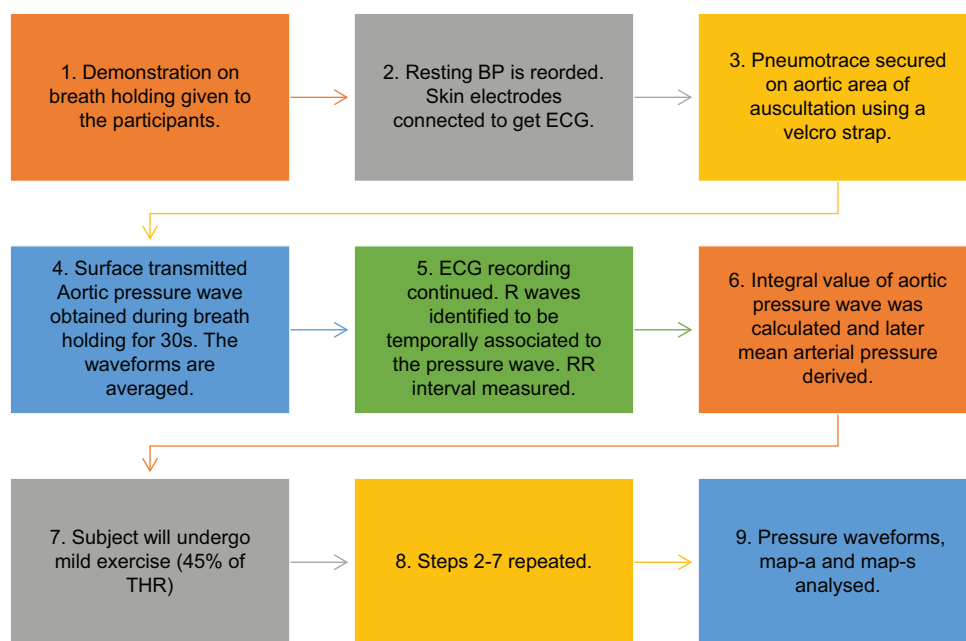 1. Demonstration on
breath holding given to
the participants.
2. Resting BP is reorded.
Skin electrodes
connected to get ECG.
3. Pneumotrace secured
on aortic area of
auscultation using a
velcro strap.
4. Surface transmitted
Aortic pressure wave
obtained during breath
holding for 30s. The
waveforms are
averaged.
5. ECG recording
continued. R waves
identified to be
temporally associated to
the pressure wave. RR
interval measured.
6. Integral value of aortic
pressure wave was
calculated and later
mean arterial pressure
derived.
7. Subject will undergo
mild exercise (45% of
THR)
8. Steps 2-7 repeated.
9. Pressure waveforms,
map-a and map-s
analysed.